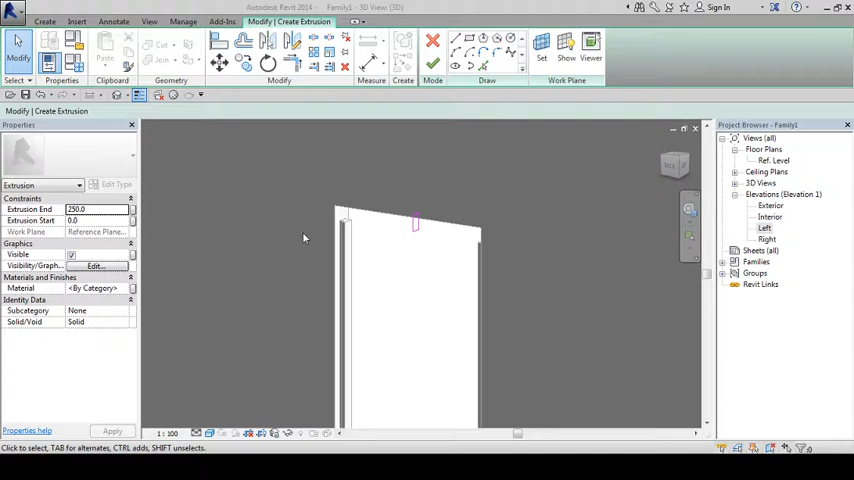 Autodesk Revit 2014 - Family1 - 3D View {3D}
Sign In
Create Insert Annotate View Manage Add-Ins Modify | Create Extrusion
Modify Paste Cut Join Create Set Show Viewer
Select Properties Clipboard Geometry Modify Measure Create Mode Draw Work Plane
Modify | Create Extrusion
Properties
Extrusion Edit Type
Constraints
Extrusion End 250.0
Extrusion Start 0.0
Work Plane Reference Plane...
Graphics
Visible
Visibility/Graph... Edit...
Materials and Finishes
Material <By Category>
Identity Data
Subcategory None
Solid/Void Solid
Properties help Apply
Project Browser - Family1
Views (all)
Floor Plans
Ref. Level
Ceiling Plans
3D Views
Elevations (Elevation 1)
Exterior
Interior
Left
Right
Sheets (all)
Families
Groups
Revit Links
1 : 100
Click to select, TAB for alternates, CTRL adds, SHIFT unselects.
:0